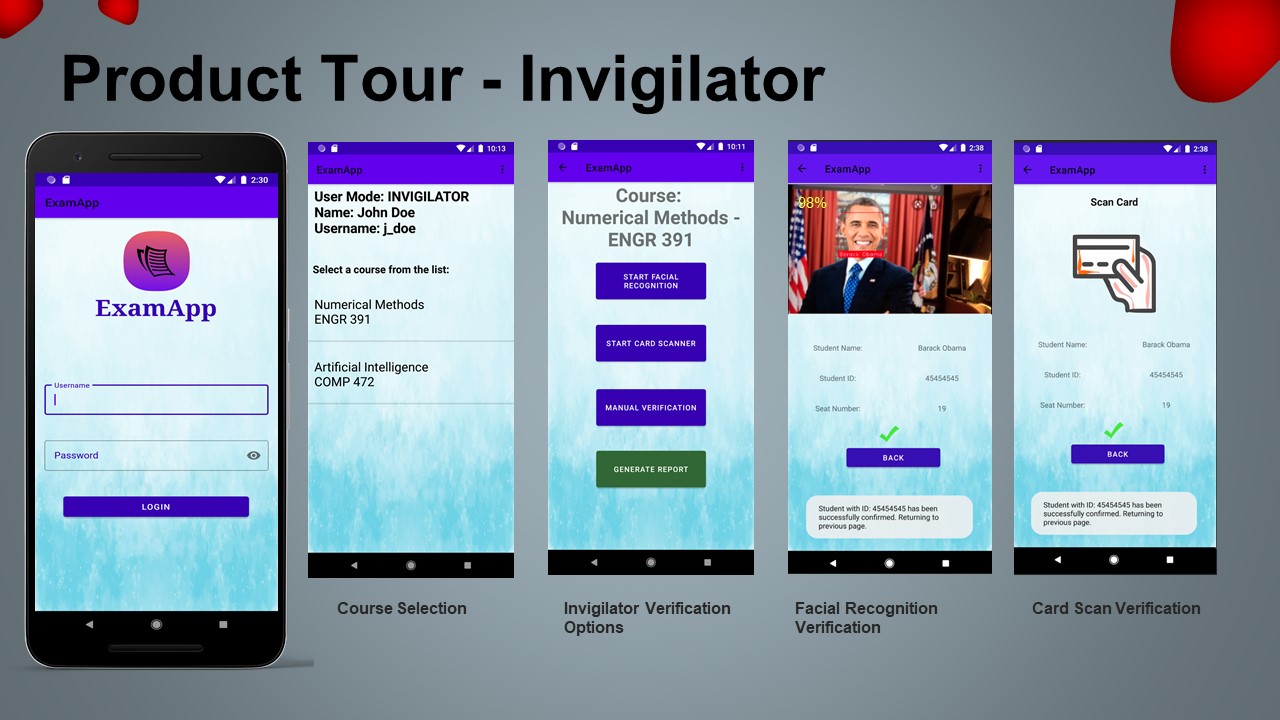 Product Tour - Invigilator
2:30
ExamApp
ExamApp
Username
Password
LOGIN
10:13
ExamApp
User Mode: INVIGILATOR
Name: John Doe
Username: j_doe
Select a course from the list:
Numerical Methods
ENGR 391
Artificial Intelligence
COMP 472
Course Selection
10:11
ExamApp
Course:
Numerical Methods -
ENGR 391
START FACIAL
RECOGNITION
START CARD SCANNER
MANUAL VERIFICATION
GENERATE REPORT
Invigilator Verification
Options
2:38
ExamApp
98%
Barack Obama
Student Name: Barack Obama
Student ID: 45454545
Seat Number: 19
BACK
Student with ID: 45454545 has been
successfully confirmed. Returning to
previous page.
Facial Recognition
Verification
2:38
ExamApp
Scan Card
Student Name: Barack Obama
Student ID: 45454545
Seat Number: 19
BACK
Student with ID: 45454545 has been
successfully confirmed. Returning to
previous page.
Card Scan Verification